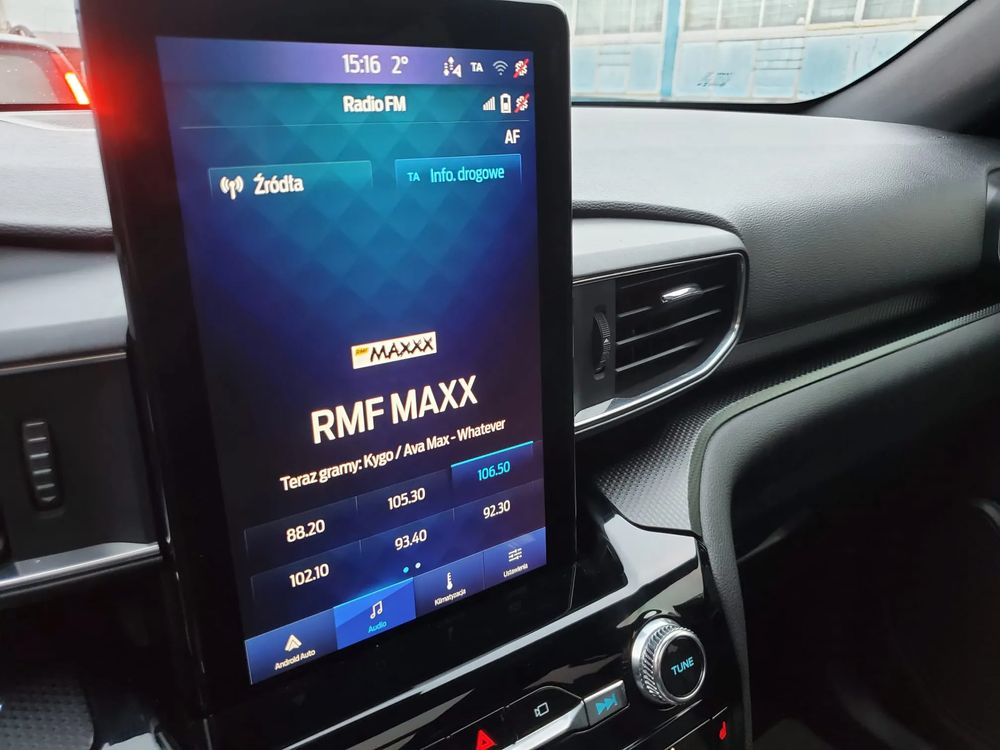 15:16 2° TA
Radio FM
AF
Źródła
TA Info. drogowe
RMF MAXXX
RMF MAXX
Teraz gramy: Kygo / Ava Max - Whatever
88.20 105.30 106.50
102.10 93.40 92.30
Android Auto Audio Klimatyzacja Ustawienia
TUNE